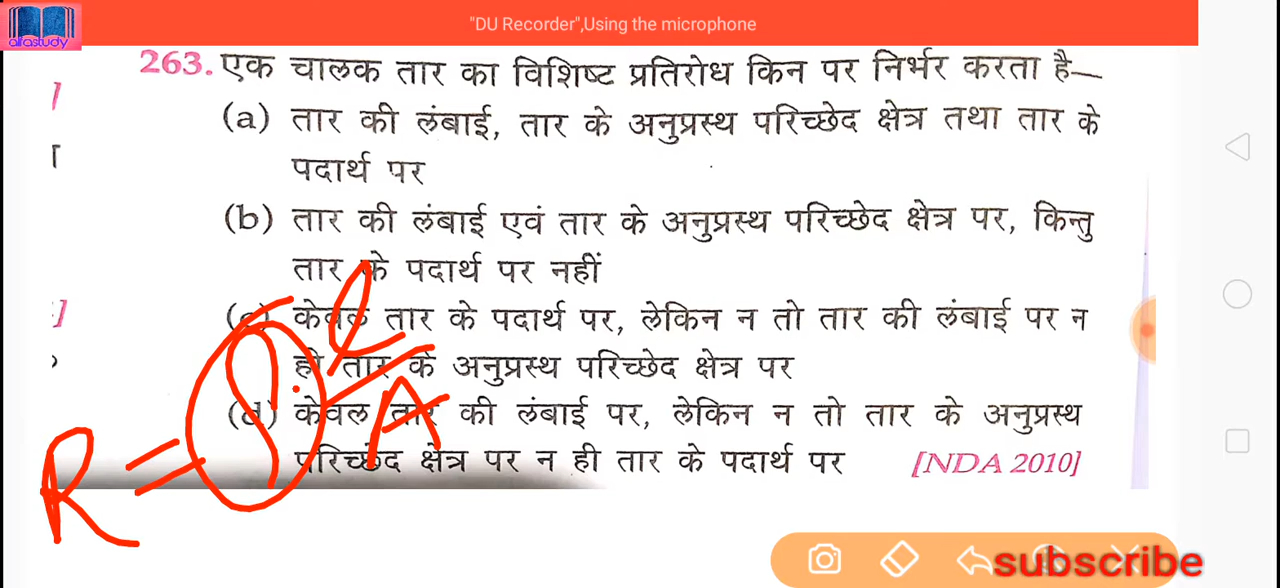 "DU Recorder",Using the microphone
alfastudy
263. एक चालक तार का विशिष्ट प्रतिरोध किन पर निर्भर करता है—
(a) तार की लंबाई, तार के अनुप्रस्थ परिच्छेद क्षेत्र तथा तार के
पदार्थ पर
(b) तार की लंबाई एवं तार के अनुप्रस्थ परिच्छेद क्षेत्र पर, किन्तु
तार के पदार्थ पर नहीं
(c) केवल तार के पदार्थ पर, लेकिन न तो तार की लंबाई पर न
ही तार के अनुप्रस्थ परिच्छेद क्षेत्र पर
(d) केवल तार की लंबाई पर, लेकिन न तो तार के अनुप्रस्थ
परिच्छेद क्षेत्र पर न ही तार के पदार्थ पर [NDA 2010]
R = ρ l/A
subscribe